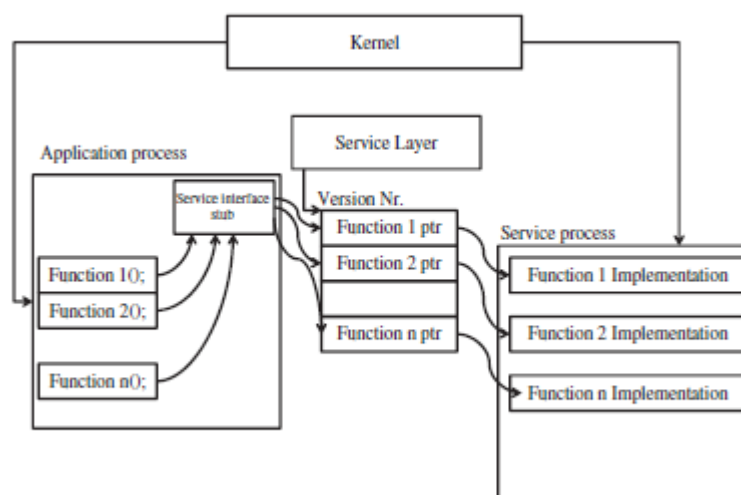 Kernel
Service Layer
Application process
Service interface
stub
Version Nr.
Function 1 ptr
Function 2 ptr
Function n ptr
Service process
Function 1();
Function 2();
Function n();
Function 1 Implementation
Function 2 Implementation
Function n Implementation